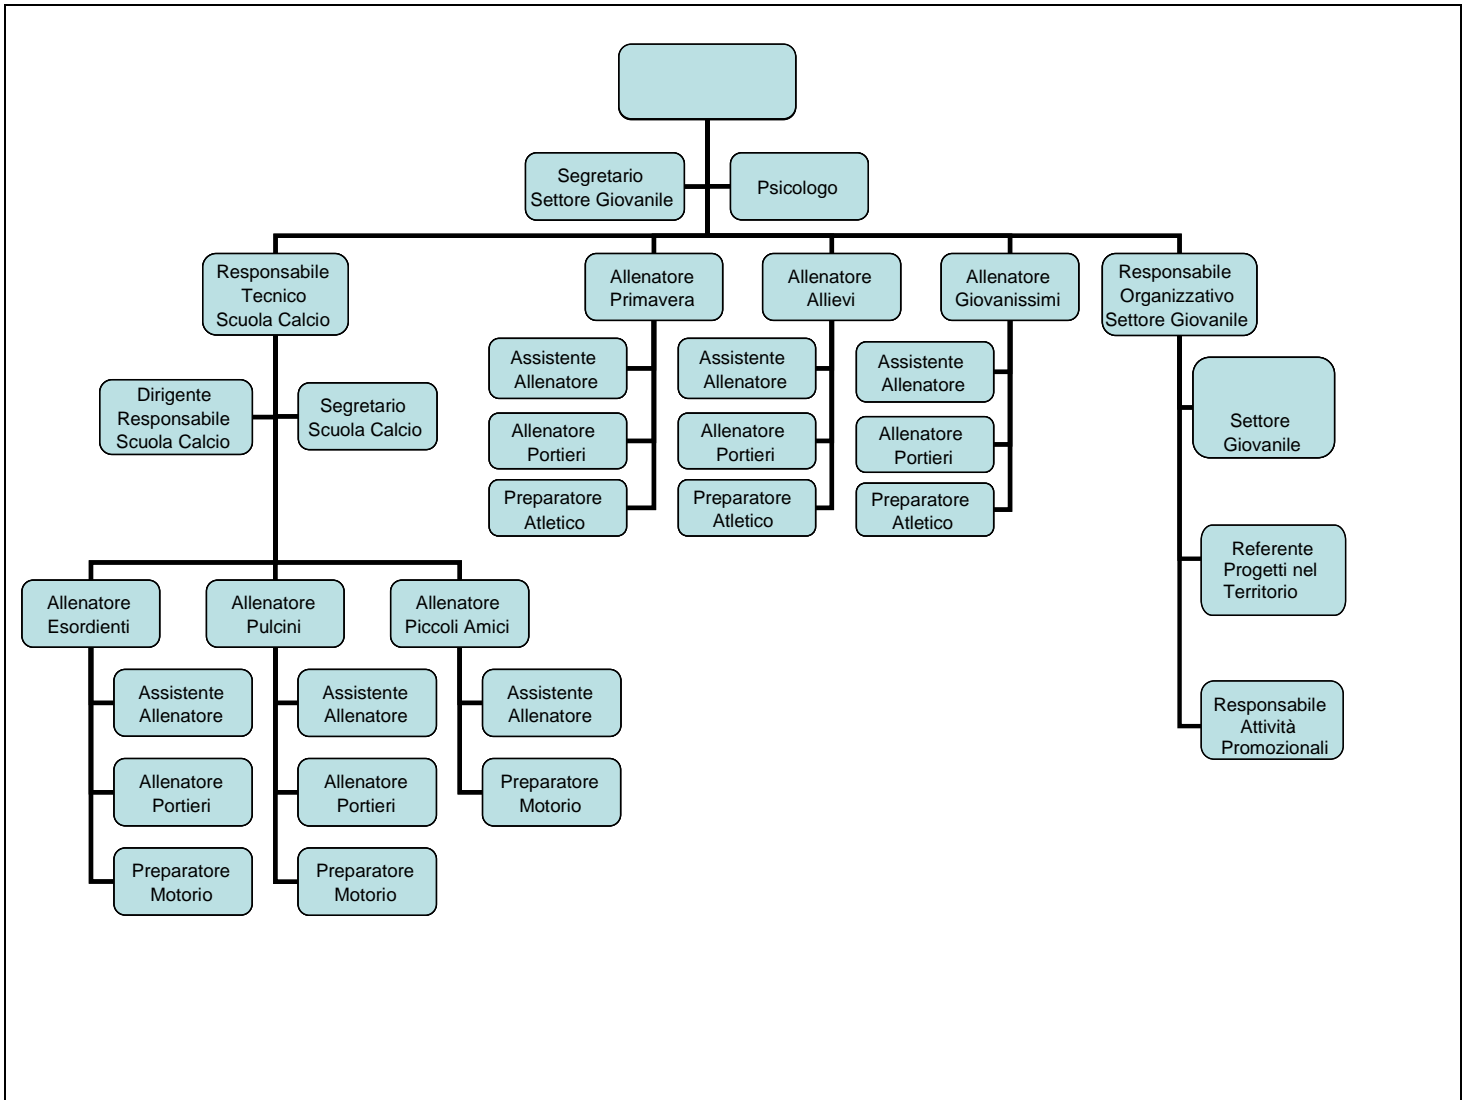 Segretario
Settore Giovanile
Psicologo
Responsabile
Tecnico
Scuola Calcio
Allenatore
Primavera
Allenatore
Allievi
Allenatore
Giovanissimi
Responsabile
Organizzativo
Settore Giovanile
Assistente
Allenatore
Allenatore
Portieri
Preparatore
Atletico
Assistente
Allenatore
Allenatore
Portieri
Preparatore
Atletico
Assistente
Allenatore
Allenatore
Portieri
Preparatore
Atletico
Settore
Giovanile
Referente
Progetti nel
Territorio
Responsabile
Attività
Promozionali
Dirigente
Responsabile
Scuola Calcio
Segretario
Scuola Calcio
Allenatore
Esordienti
Allenatore
Pulcini
Allenatore
Piccoli Amici
Assistente
Allenatore
Allenatore
Portieri
Preparatore
Motorio
Assistente
Allenatore
Allenatore
Portieri
Preparatore
Motorio
Assistente
Allenatore
Preparatore
Motorio